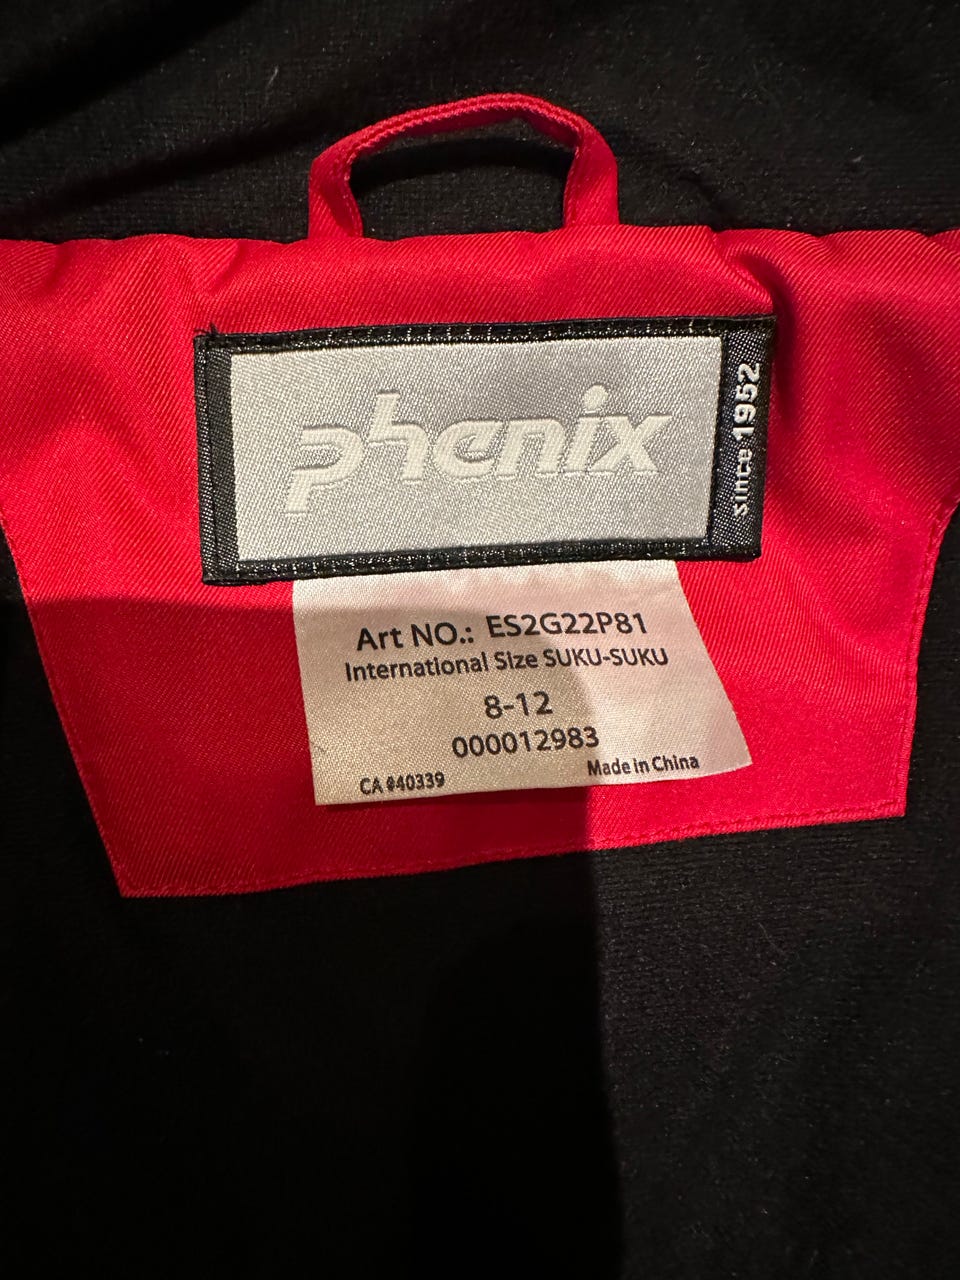 phenix
since 1952
Art NO.: ES2G22P81
International Size SUKU-SUKU
8-12
000012983
CA #40339 Made in China